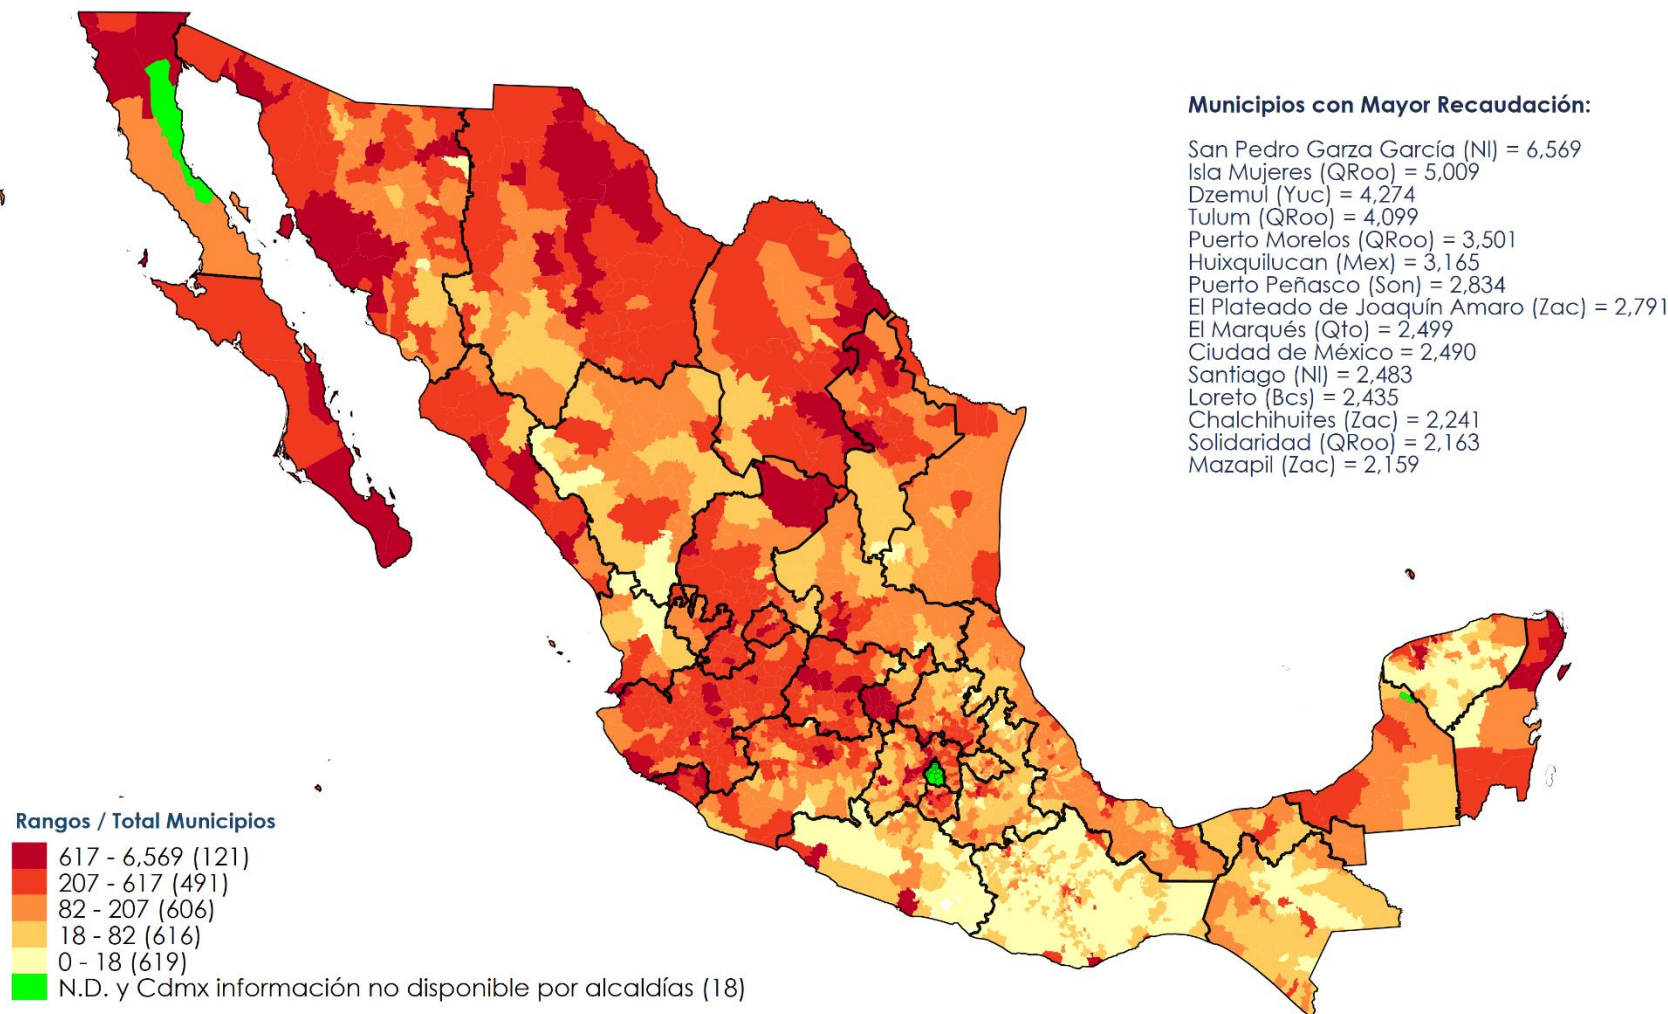 Municipios con Mayor Recaudación:
San Pedro Garza García (Nl) = 6,569
Isla Mujeres (QRoo) = 5,009
Dzemul (Yuc) = 4,274
Tulum (QRoo) = 4,099
Puerto Morelos (QRoo) = 3,501
Huixquilucan (Mex) = 3,165
Puerto Peñasco (Son) = 2,834
El Plateado de Joaquín Amaro (Zac) = 2,791
El Marqués (Qto) = 2,499
Ciudad de México = 2,490
Santiago (Nl) = 2,483
Loreto (Bcs) = 2,435
Chalchihuites (Zac) = 2,241
Solidaridad (QRoo) = 2,163
Mazapil (Zac) = 2,159
Rangos / Total Municipios
617 - 6,569 (121)
207 - 617 (491)
82 - 207 (606)
18 - 82 (616)
0 - 18 (619)
N.D. y Cdmx información no disponible por alcaldías (18)